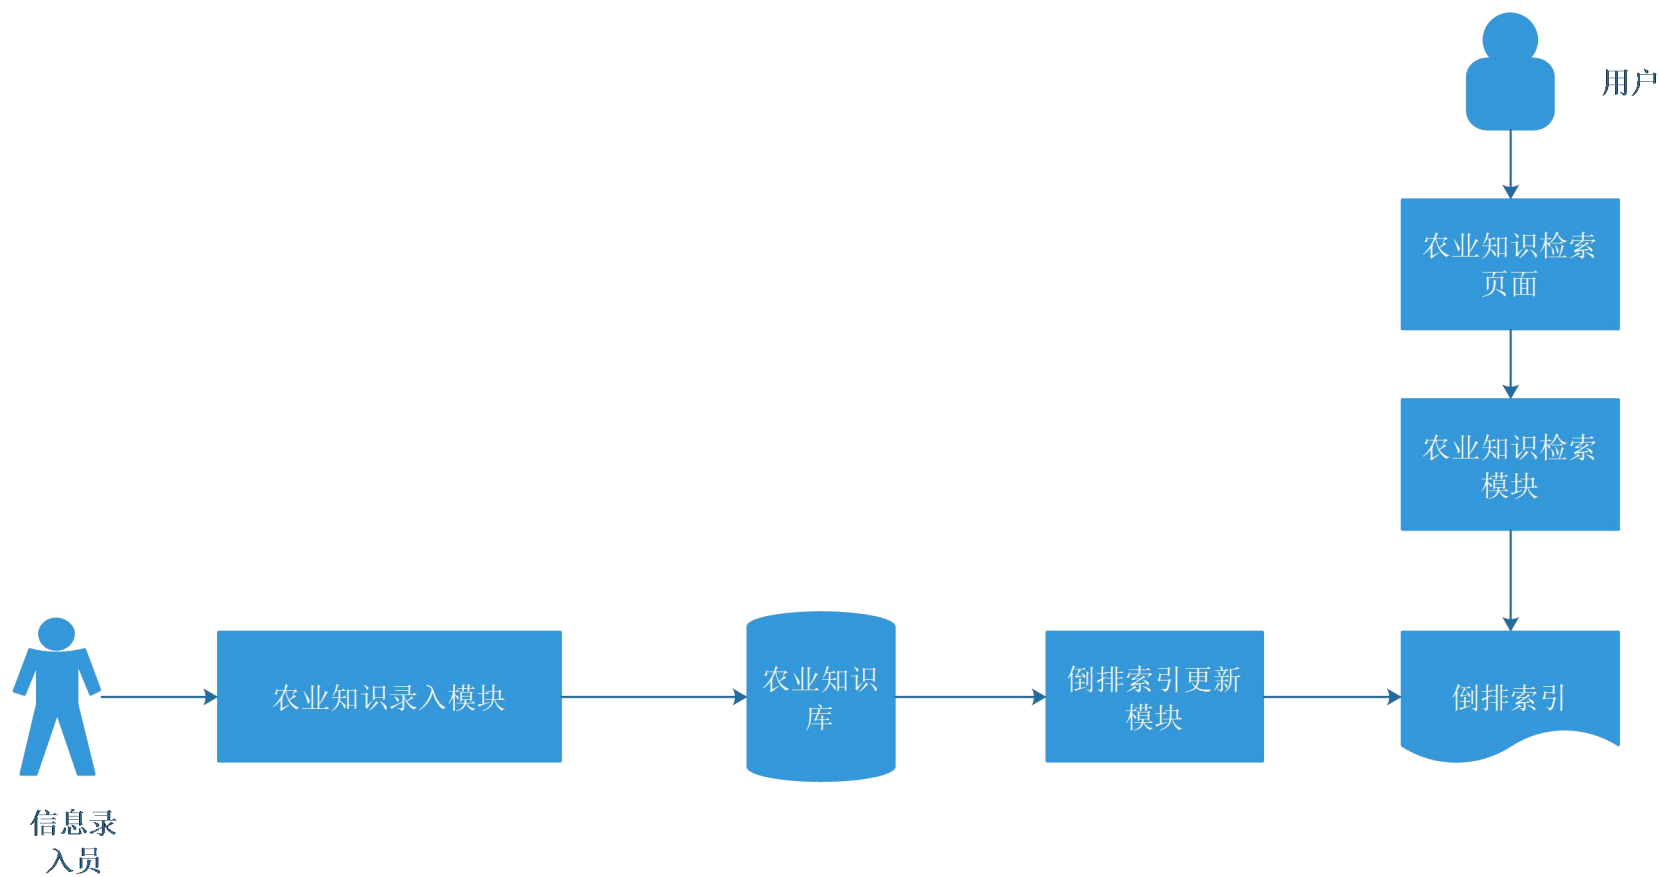 用户
农业知识检索
页面
农业知识检索
模块
农业知识录入模块
农业知识
库
倒排索引更新
模块
倒排索引
信息录
入员